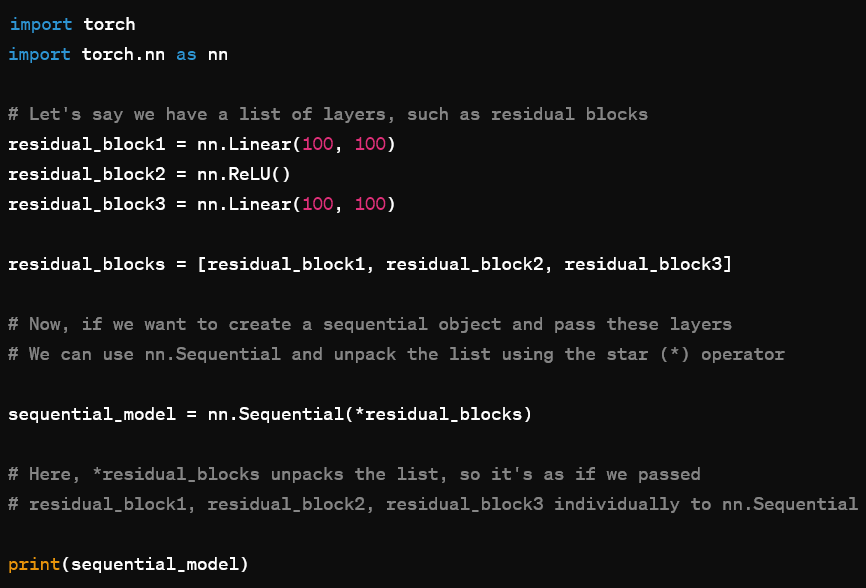 import torch
import torch.nn as nn
# Let's say we have a list of layers, such as residual blocks
residual_block1 = nn.Linear(100, 100)
residual_block2 = nn.ReLU()
residual_block3 = nn.Linear(100, 100)
residual_blocks = [residual_block1, residual_block2, residual_block3]
# Now, if we want to create a sequential object and pass these layers
# We can use nn.Sequential and unpack the list using the star (*) operator
sequential_model = nn.Sequential(*residual_blocks)
# Here, *residual_blocks unpacks the list, so it's as if we passed
# residual_block1, residual_block2, residual_block3 individually to nn.Sequential
print(sequential_model)